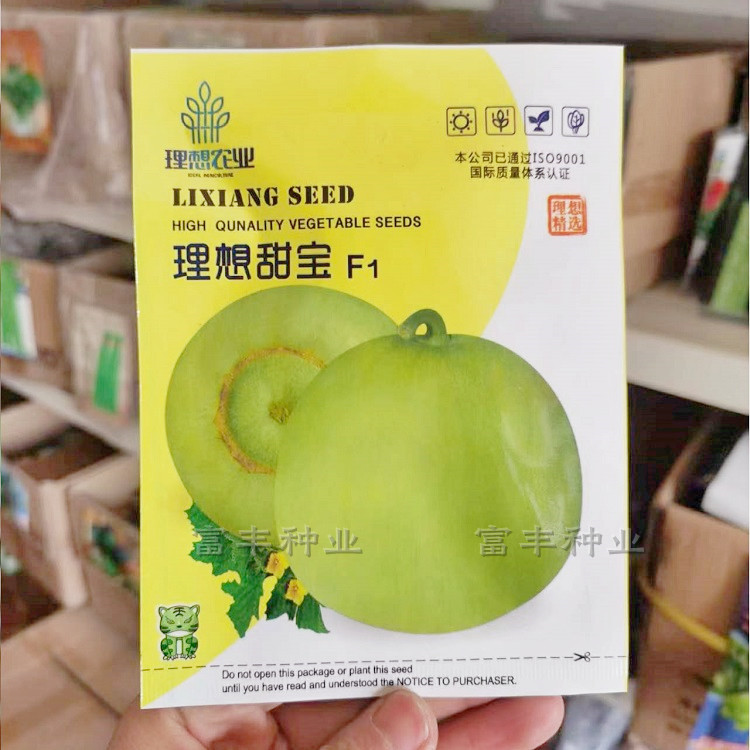 理想农业
IDEAL AGRICULTURE
LIXIANG SEED
HIGH QUNALITY VEGETABLE SEEDS
理想甜宝 F1
本公司已通过ISO9001
国际质量体系认证
理想
精选
富丰种业 富丰种业
Do not open this package or plant this seed
until you have read and understood the NOTICE TO PURCHASER.